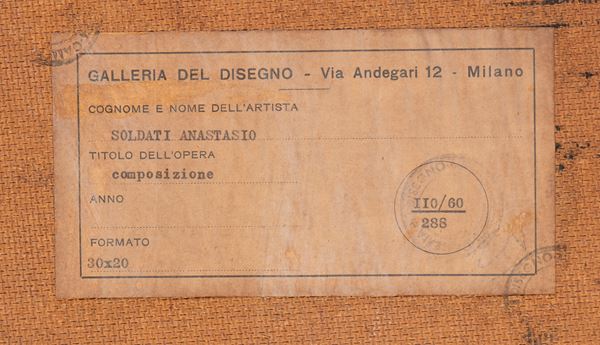 GALLERIA DEL DISEGNO - Via Andegari 12 - Milano
COGNOME E NOME DELL'ARTISTA
SOLDATI ANASTASIO
TITOLO DELL'OPERA
composizione
ANNO
II0/60
288
FORMATO
30x20